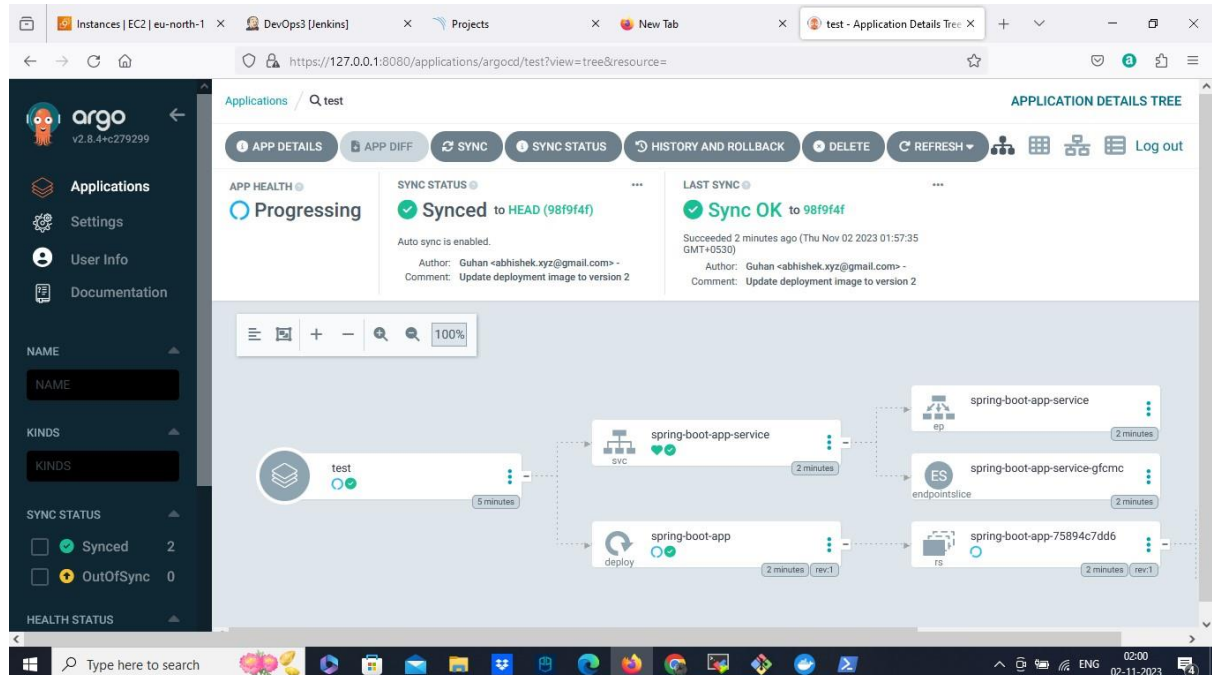 Instances | EC2 | eu-north-1
DevOps3 [Jenkins]
Projects
New Tab
test - Application Details Tree
https://127.0.0.1:8080/applications/argocd/test?view=tree&resource=
argo
v2.8.4+c279299
Applications
Settings
User Info
Documentation
NAME
NAME
KINDS
KINDS
SYNC STATUS
Synced 2
OutOfSync 0
HEALTH STATUS
Applications / test
APPLICATION DETAILS TREE
APP DETAILS
APP DIFF
SYNC
SYNC STATUS
HISTORY AND ROLLBACK
DELETE
REFRESH
Log out
APP HEALTH
Progressing
SYNC STATUS
Synced to HEAD (98f9f4f)
Auto sync is enabled.
Author: Guhan <abhishek.xyz@gmail.com> -
Comment: Update deployment image to version 2
LAST SYNC
Sync OK to 98f9f4f
Succeeded 2 minutes ago (Thu Nov 02 2023 01:57:35
GMT+0530)
Author: Guhan <abhishek.xyz@gmail.com> -
Comment: Update deployment image to version 2
100%
test
5 minutes
svc
spring-boot-app-service
2 minutes
deploy
spring-boot-app
2 minutes
rev:1
ep
spring-boot-app-service
2 minutes
ES
endpointslice
spring-boot-app-service-gfcmc
2 minutes
rs
spring-boot-app-75894c7dd6
2 minutes
rev:1
Type here to search
ENG
02:00
02-11-2023
4